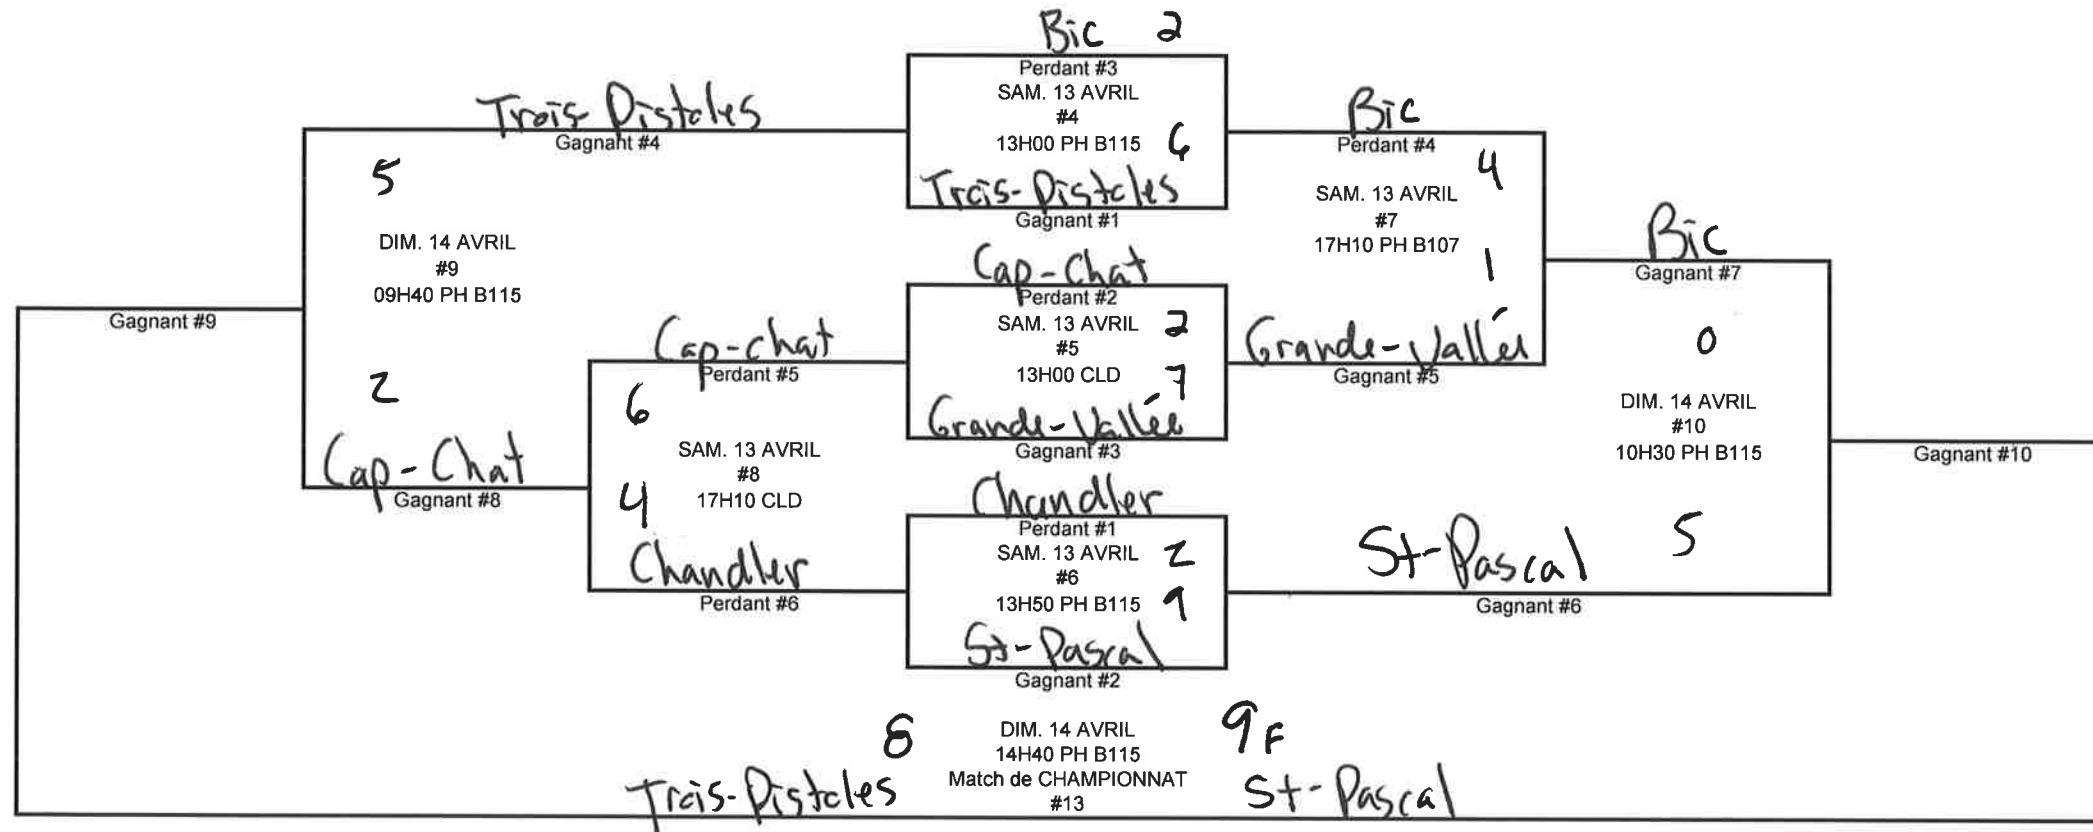 Bic 2
Perdant #3
SAM. 13 AVRIL
#4
13H00 PH B115 6
Trois-Pistoles
Gagnant #1
Trois-Pistoles
Gagnant #4
5
DIM. 14 AVRIL
#9
09H40 PH B115
2
Cap-Chat
Gagnant #8
Gagnant #9
Bic
Perdant #4
4
SAM. 13 AVRIL
#7
17H10 PH B107
1
Grande-Vallée
Gagnant #5
Cap-Chat
Perdant #2
SAM. 13 AVRIL 2
#5
13H00 CLD 7
Grande-Vallée
Gagnant #3
Cap-chat
Perdant #5
6
SAM. 13 AVRIL
#8
17H10 CLD
4
Chandler
Perdant #6
Chandler
Perdant #1
SAM. 13 AVRIL 2
#6
13H50 PH B115 9
St-Pascal
Gagnant #2
Bic
Gagnant #7
0
DIM. 14 AVRIL
#10
10H30 PH B115
St-Pascal 5
Gagnant #6
Gagnant #10
8 DIM. 14 AVRIL 9F
14H40 PH B115
Match de CHAMPIONNAT
Trois-Pistoles #13 St-Pascal